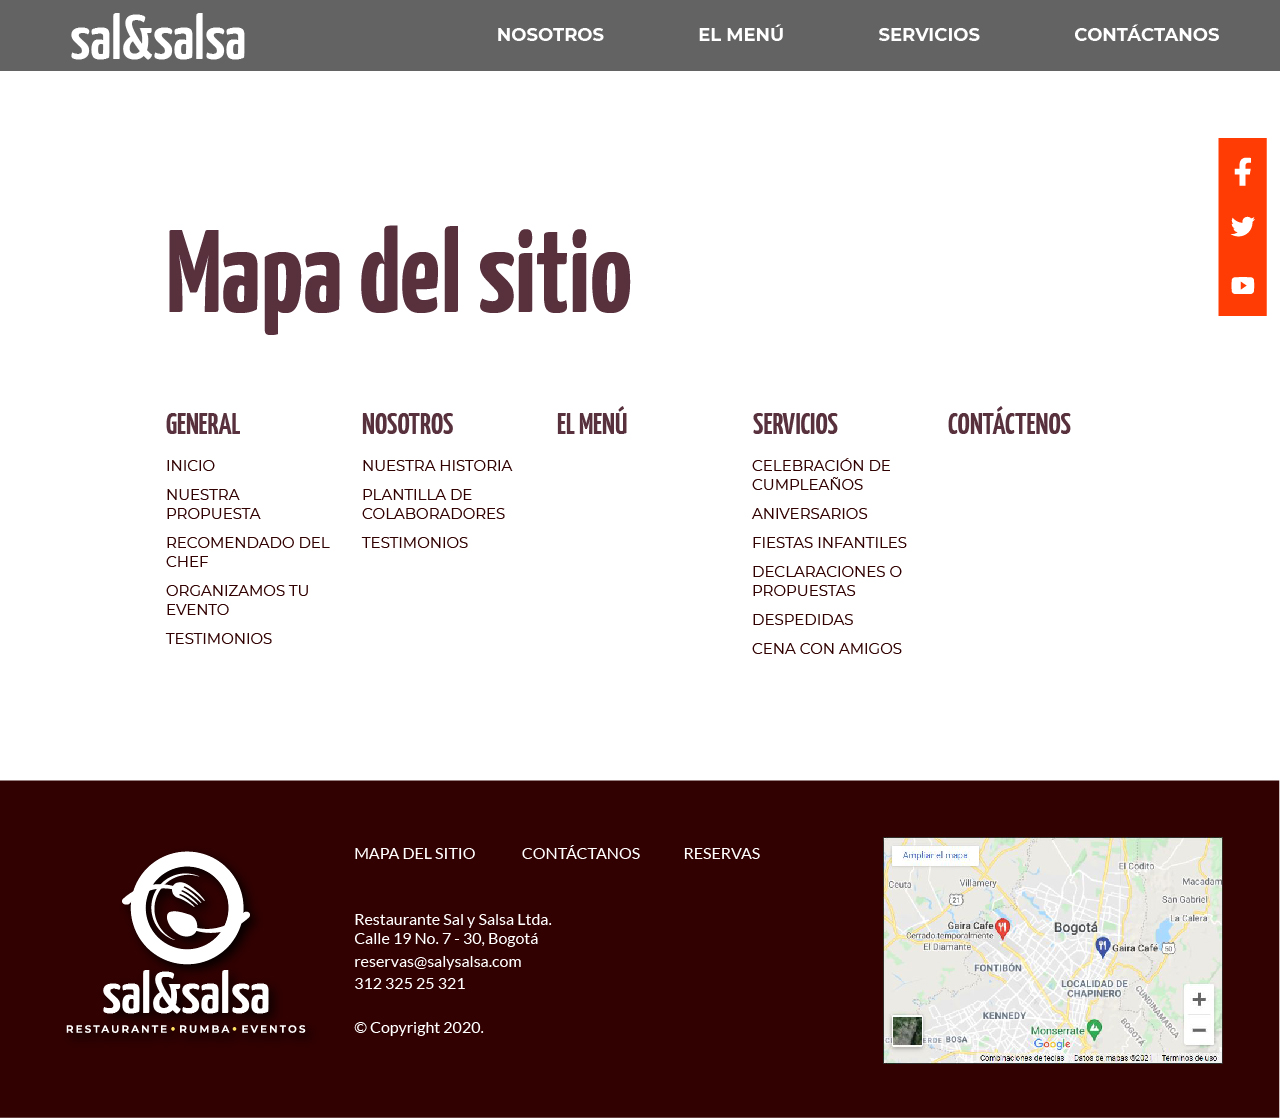 sal&salsa
NOSOTROS
EL MENÚ
SERVICIOS
CONTÁCTANOS
Mapa del sitio
GENERAL
INICIO
NUESTRA
PROPUESTA
RECOMENDADO DEL
CHEF
ORGANIZAMOS TU
EVENTO
TESTIMONIOS
NOSOTROS
NUESTRA HISTORIA
PLANTILLA DE
COLABORADORES
TESTIMONIOS
EL MENÚ
SERVICIOS
CELEBRACIÓN DE
CUMPLEAÑOS
ANIVERSARIOS
FIESTAS INFANTILES
DECLARACIONES O
PROPUESTAS
DESPEDIDAS
CENA CON AMIGOS
CONTÁCTENOS
sal&salsa
RESTAURANTE • RUMBA • EVENTOS
MAPA DEL SITIO
CONTÁCTANOS
RESERVAS
Restaurante Sal y Salsa Ltda.
Calle 19 No. 7 - 30, Bogotá
reservas@salysalsa.com
312 325 25 321
© Copyright 2020.
Ampliar el mapa
El Codito
Ceuta
Villamery
Macadam
21
San Gabriel
La Calera
Gaira Cafe
Cerrado temporalmente
Bogotá
El Diamante
Gaira Café
50
FONTIBÓN
LOCALIDAD DE
CHAPINERO
CUNDINAMARCA
KENNEDY
BOGOTÁ
Monserrate
BOSA
Google
Combinaciones de teclas
Datos de mapas ©2021
Términos de uso